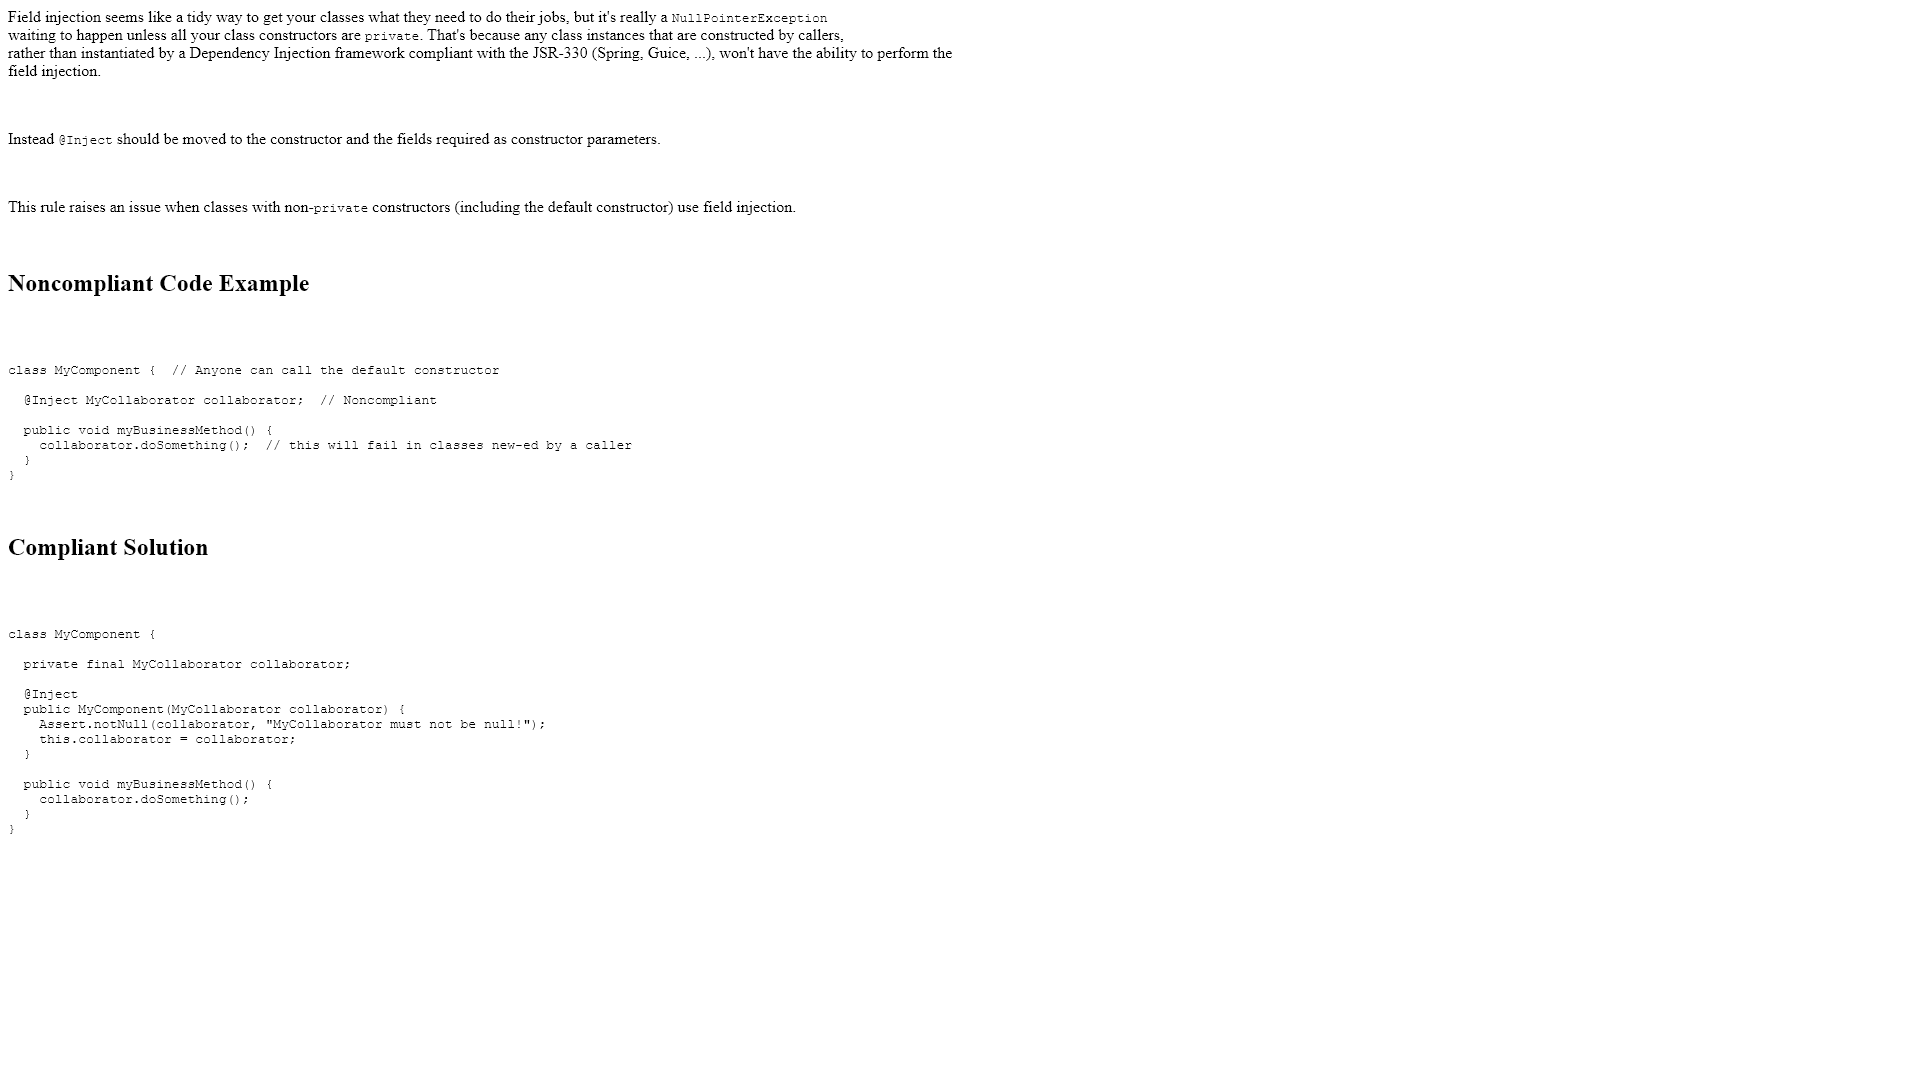 Field injection seems like a tidy way to get your classes what they need to do their jobs, but it's really a NullPointerException
waiting to happen unless all your class constructors are private. That's because any class instances that are constructed by callers,
rather than instantiated by a Dependency Injection framework compliant with the JSR-330 (Spring, Guice, ...), won't have the ability to perform the
field injection.
Instead @Inject should be moved to the constructor and the fields required as constructor parameters.
This rule raises an issue when classes with non-private constructors (including the default constructor) use field injection.
Noncompliant Code Example
class MyComponent {  // Anyone can call the default constructor
  @Inject MyCollaborator collaborator;  // Noncompliant
  public void myBusinessMethod() {
    collaborator.doSomething();  // this will fail in classes new-ed by a caller
  }
}
Compliant Solution
class MyComponent {
  private final MyCollaborator collaborator;
  @Inject
  public MyComponent(MyCollaborator collaborator) {
    Assert.notNull(collaborator, "MyCollaborator must not be null!");
    this.collaborator = collaborator;
  }
  public void myBusinessMethod() {
    collaborator.doSomething();
  }
}